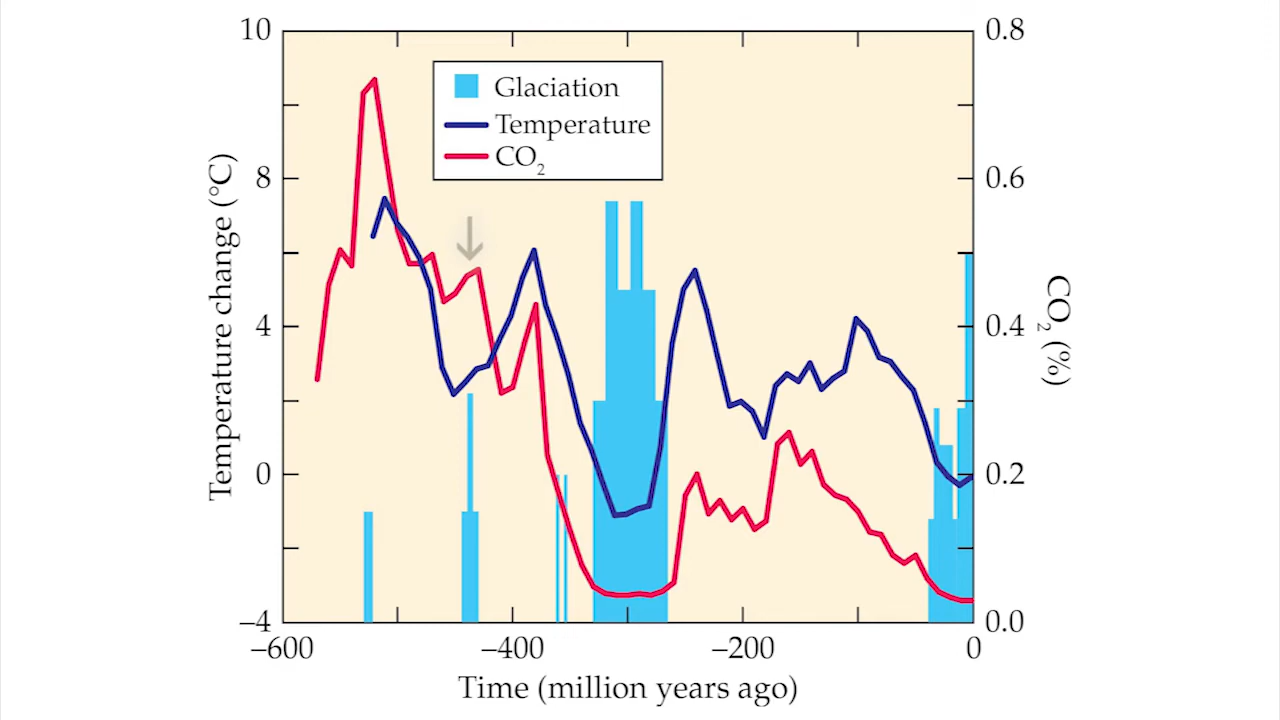 10
8
4
0
−4
Temperature change (°C)
Glaciation
Temperature
CO₂
0.8
0.6
0.4
0.2
0.0
CO₂ (%)
−600
−400
−200
0
Time (million years ago)